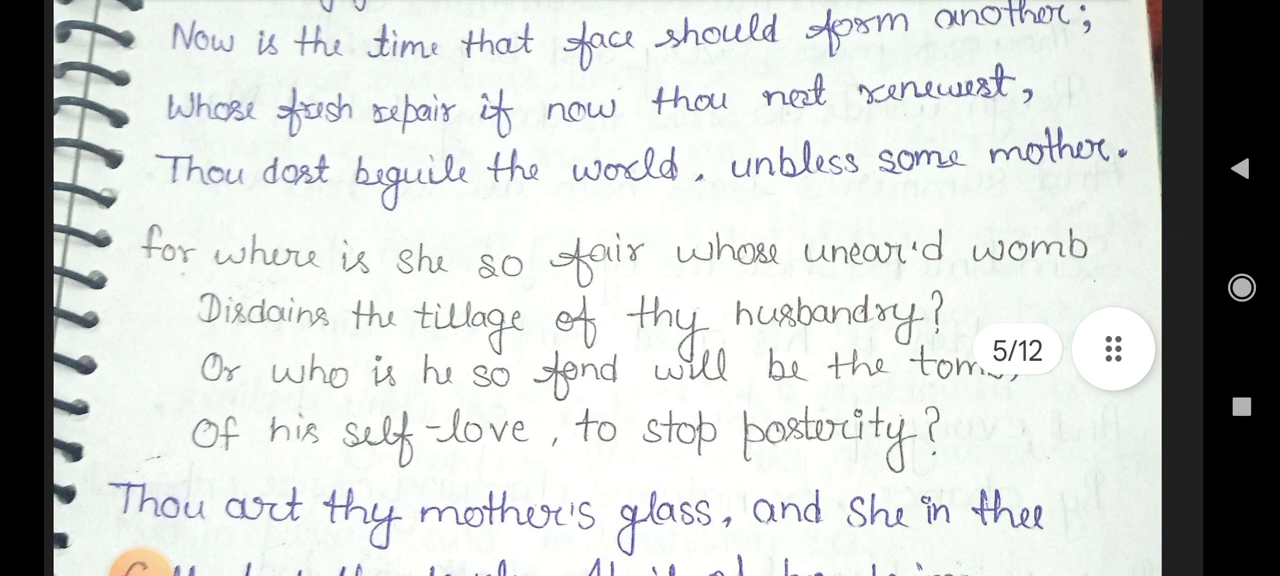 Now is the time that face should form another;
Whose fresh repair if now thou not renewest,
Thou dost beguile the world, unbless some mother.
for where is she so fair whose unear'd womb
Disdains the tillage of thy husbandry?
5/12
Or who is he so fond will be the tom
Of his self-love, to stop posterity?
Thou art thy mother's glass, and she in thee